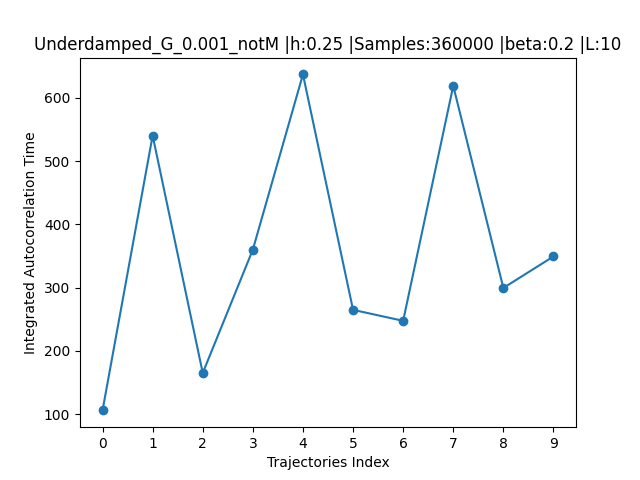 Underdamped_G_0.001_notM |h:0.25 |Samples:360000 |beta:0.2 |L:10
600
500
400
300
200
100
Integrated Autocorrelation Time
0 1 2 3 4 5 6 7 8 9
Trajectories Index